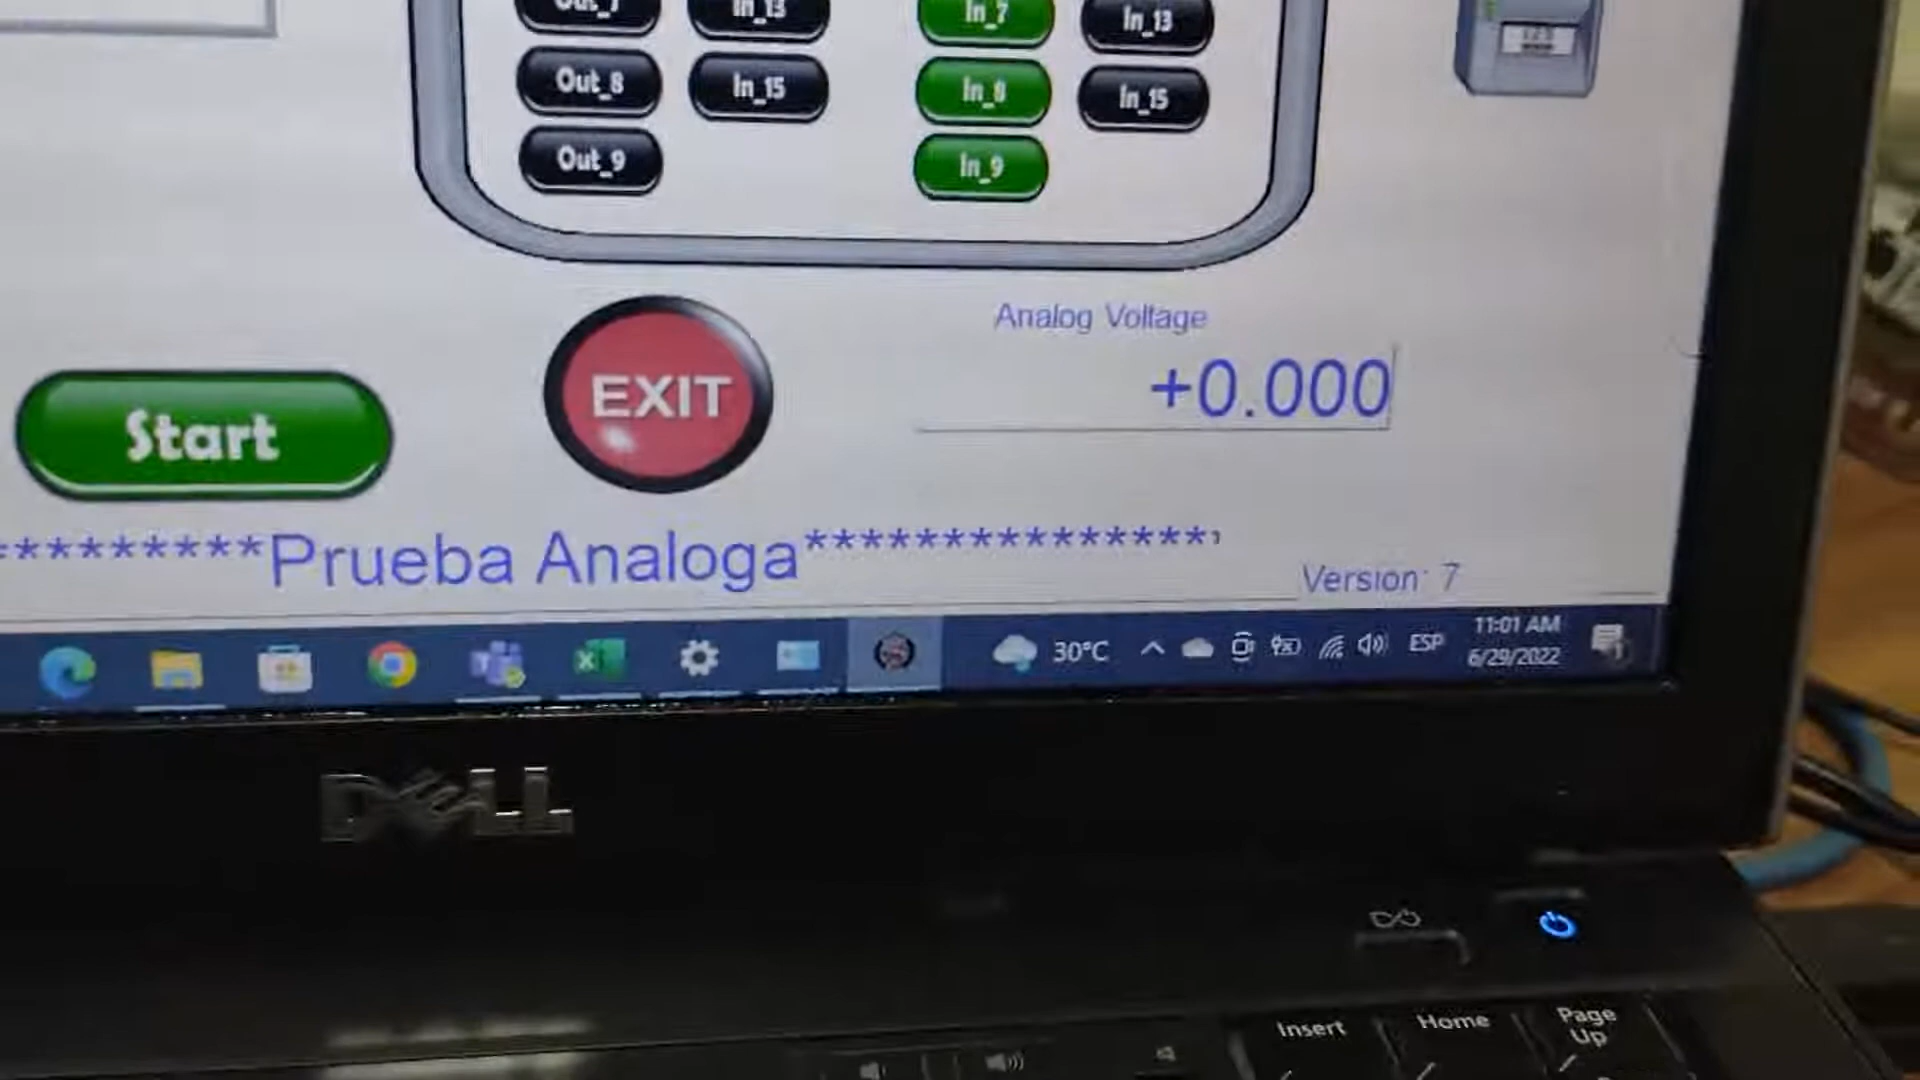 Out_7 In_13 In_7 In_13
Out_8 In_15 In_8 In_15
Out_9 In_9
Analog Voltage
+0.000
EXIT
Start
*********Prueba Analoga***************
Version: 7
30°C ESP 11:01 AM
6/29/2022
DELL
Insert Home Page Up